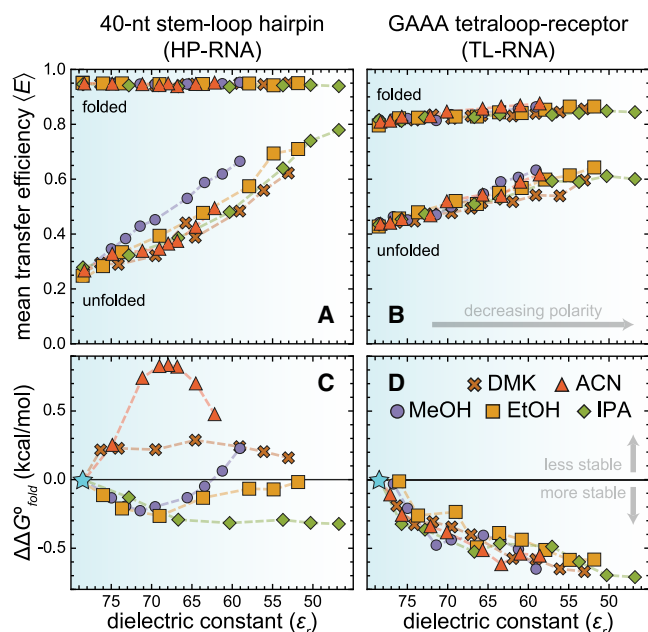 40-nt stem-loop hairpin
(HP-RNA)
GAAA tetraloop-receptor
(TL-RNA)
mean transfer efficiency ⟨E⟩
1.0
0.8
0.6
0.4
0.2
0.0
folded
unfolded
A
folded
unfolded
B
decreasing polarity
ΔΔG°fold (kcal/mol)
0.5
0.0
-0.5
C
D
DMK ACN
MeOH EtOH IPA
less stable
more stable
75 70 65 60 55 50
75 70 65 60 55 50
dielectric constant (εr)
dielectric constant (εr)